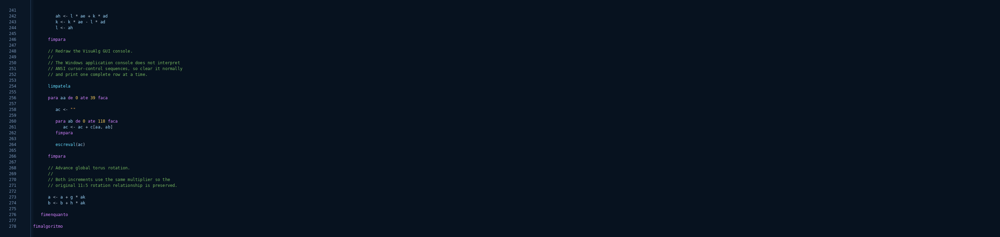 241
242 ah <- l * ae + k * ad
243 k <- k * ae - l * ad
244 l <- ah
245
246 fimpara
247
248 // Redraw the VisuAlg GUI console.
249 //
250 // The Windows application console does not interpret
251 // ANSI cursor-control sequences, so clear it normally
252 // and print one complete row at a time.
253
254 limpatela
255
256 para aa de 0 ate 39 faca
257
258 ac <- ""
259
260 para ab de 0 ate 118 faca
261 ac <- ac + c[aa, ab]
262 fimpara
263
264 escreval(ac)
265
266 fimpara
267
268 // Advance global torus rotation.
269 //
270 // Both increments use the same multiplier so the
271 // original 11:5 rotation relationship is preserved.
272
273 a <- a + g * ak
274 b <- b + h * ak
275
276 fimenquanto
277
278 fimalgoritmo